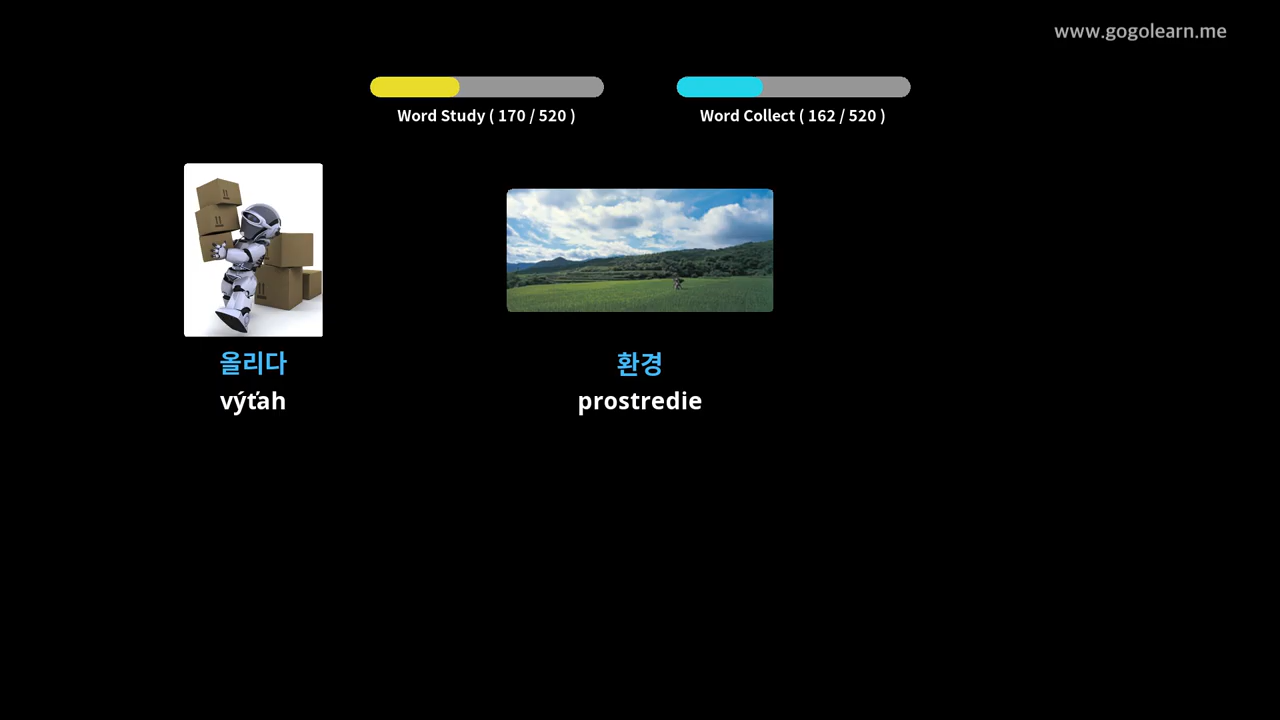 www.gogolearn.me
Word Study ( 170 / 520 )
Word Collect ( 162 / 520 )
올리다
výťah
환경
prostredie